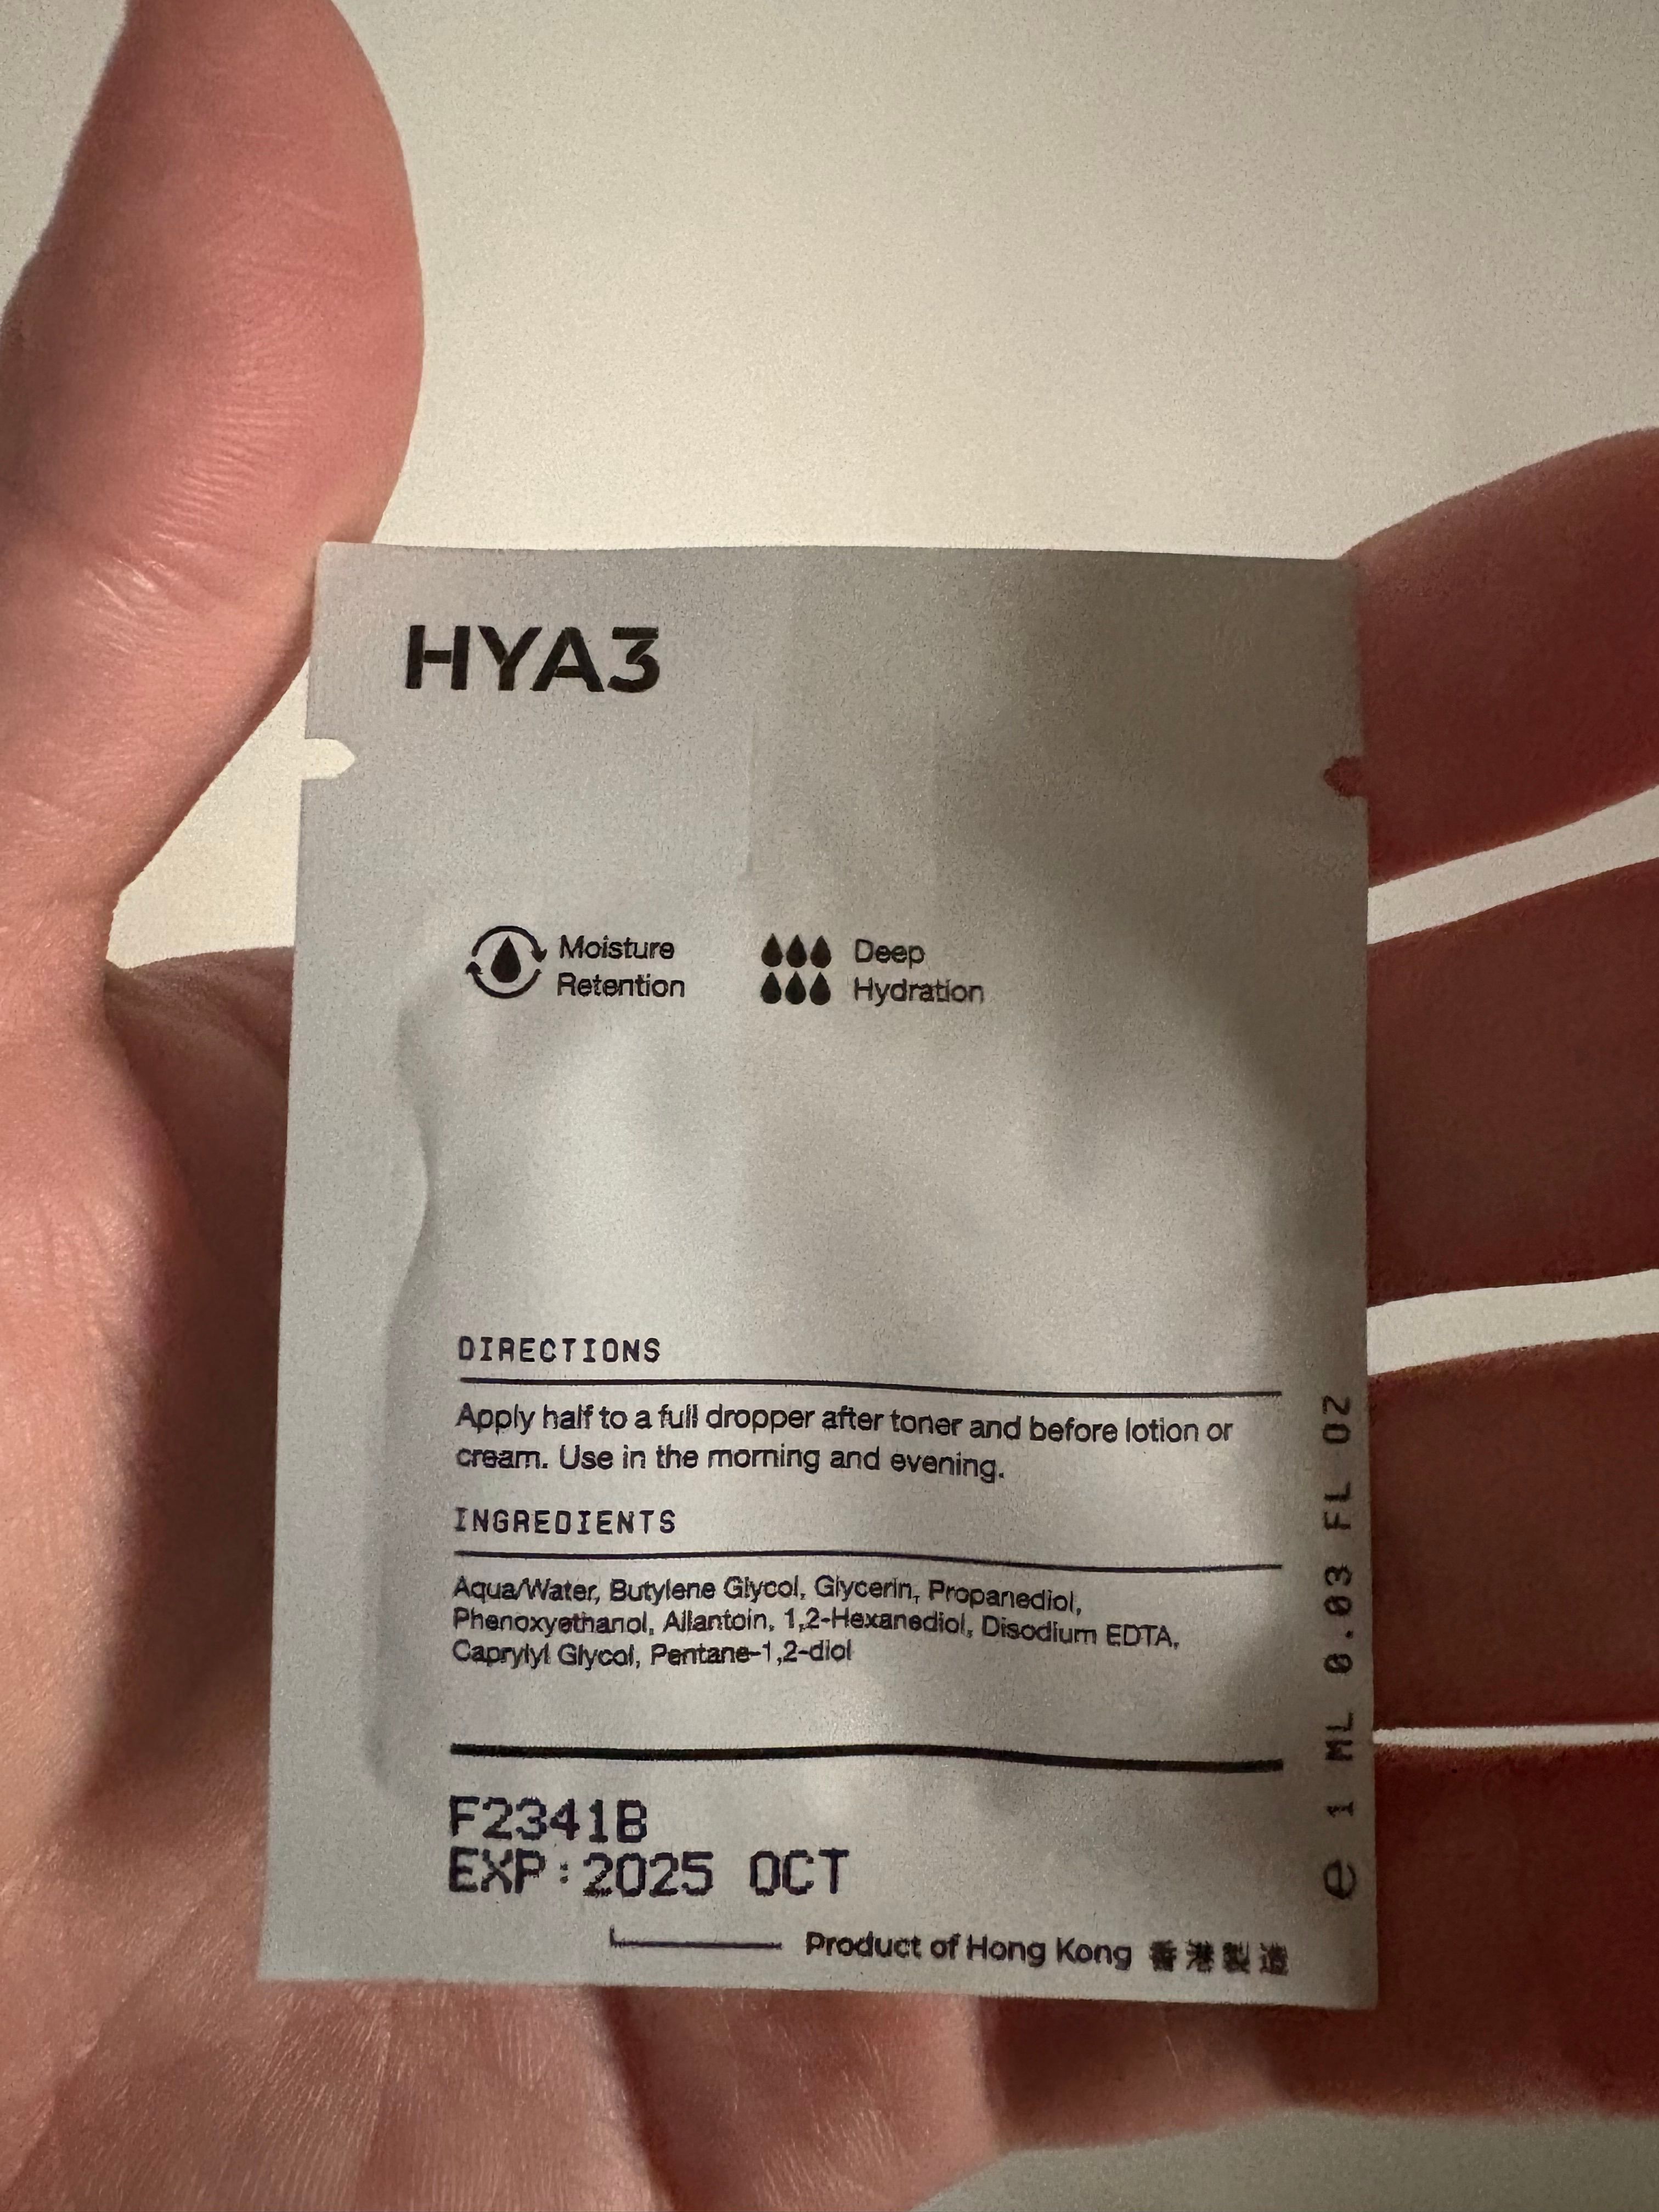 HYA3
Moisture
Retention
Deep
Hydration
DIRECTIONS
Apply half to a full dropper after toner and before lotion or
cream. Use in the morning and evening.
INGREDIENTS
Aqua/Water, Butylene Glycol, Glycerin, Propanediol,
Phenoxyethanol, Allantoin, 1,2-Hexanediol, Disodium EDTA,
Caprylyl Glycol, Pentane-1,2-diol
F2341B
EXP:2025 OCT
Product of Hong Kong 香港製造
e 1 ML 0.03 FL OZ